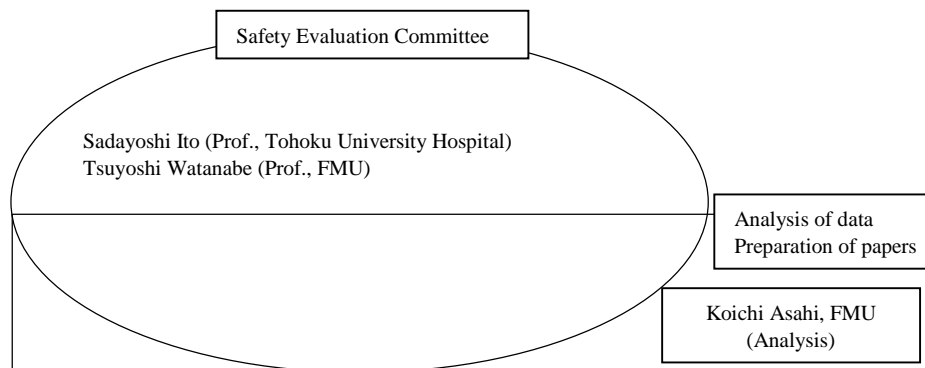 Safety Evaluation Committee
Sadayoshi Ito (Prof., Tohoku University Hospital)
Tsuyoshi Watanabe (Prof., FMU)
Analysis of data
Preparation of papers
Koichi Asahi, FMU
(Analysis)